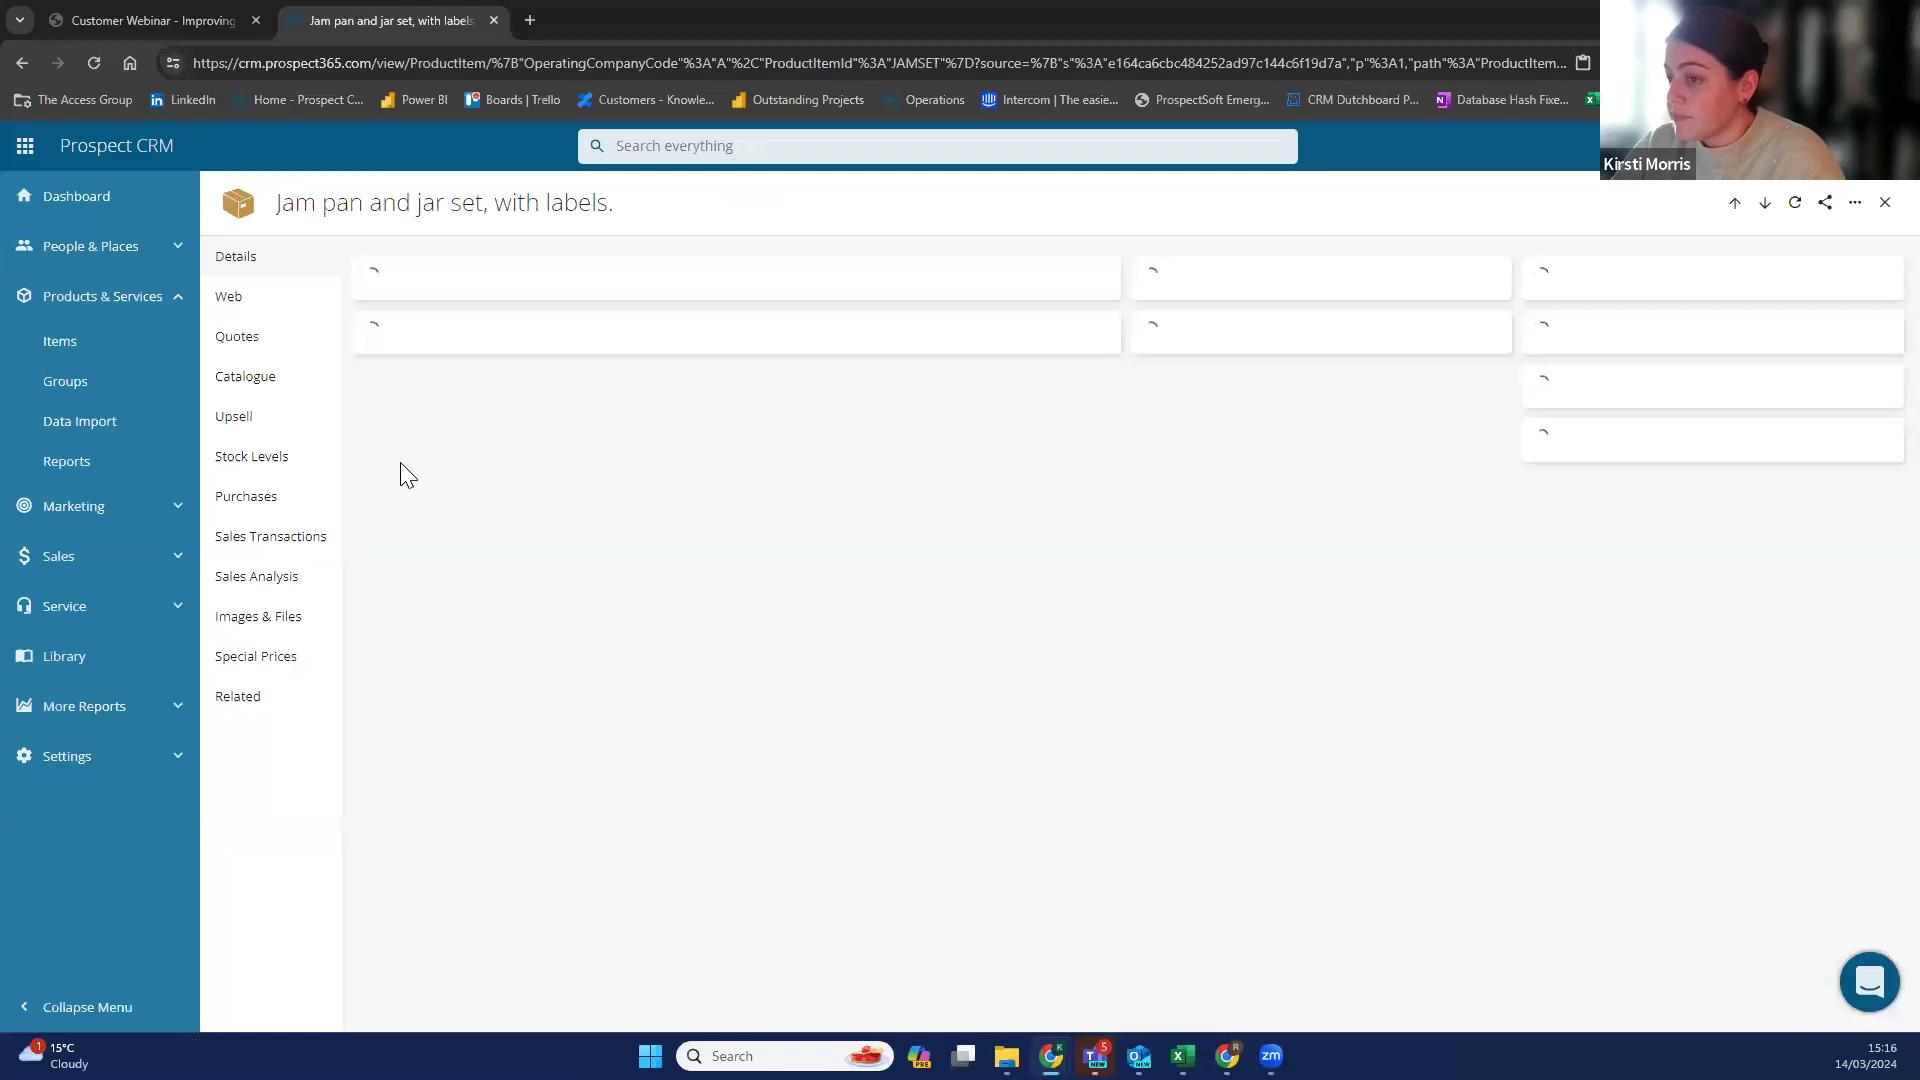 Customer Webinar - Improving
Jam pan and jar set, with labels
https://crm.prospect365.com/view/ProductItem/%7B"OperatingCompanyCode"%3A"A"%2C"ProductItemId"%3A"JAMSET"%7D?source=%7B"s"%3A"e164ca6cbc484252ad97c144c6f19d7a","p"%3A1,"path"%3A"ProductItem...
The Access Group
LinkedIn
Home - Prospect C...
Power BI
Boards | Trello
Customers - Knowle...
Outstanding Projects
Operations
Intercom | The easie...
ProspectSoft Emerg...
CRM Dutchboard P...
Database Hash Fixe...
Kirsti Morris
Prospect CRM
Search everything
Jam pan and jar set, with labels.
Dashboard
People & Places
Products & Services
Items
Groups
Data Import
Reports
Marketing
Sales
Service
Library
More Reports
Settings
Collapse Menu
Details
Web
Quotes
Catalogue
Upsell
Stock Levels
Purchases
Sales Transactions
Sales Analysis
Images & Files
Special Prices
Related
1
15°C
Cloudy
Search
PRE
K
5
NEW
NEW
R
zm
15:16
14/03/2024